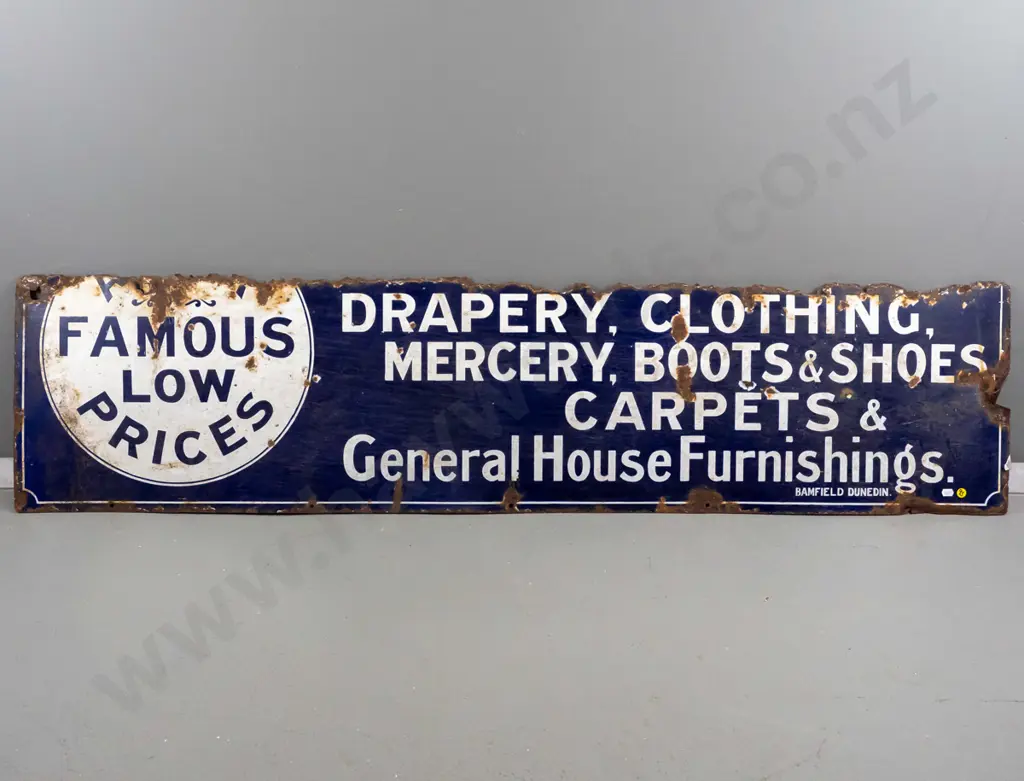 FAMOUS
LOW
PRICES
DRAPERY, CLOTHING,
MERCERY, BOOTS & SHOES
CARPETS &
General House Furnishings.
BAMFIELD DUNEDIN.